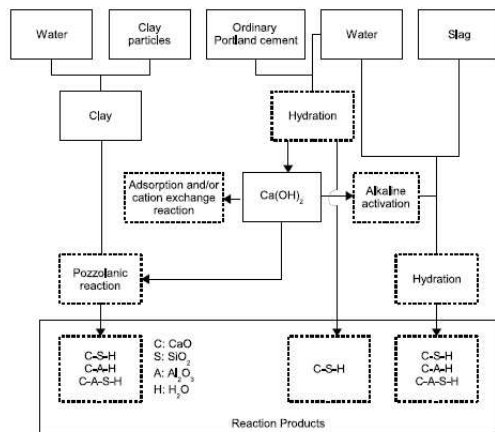 Water
Clay
particles
Ordinary
Portland cement
Water
Slag
Clay
Hydration
Adsorption and/or
cation exchange
reaction
Ca(OH)₂
Alkaline
activation
Pozzolanic
reaction
Hydration
C-S-H
C-A-H
C-A-S-H
C: CaO
S: SiO₂
A: Al₂O₃
H: H₂O
C-S-H
C-S-H
C-A-H
C-A-S-H
Reaction Products